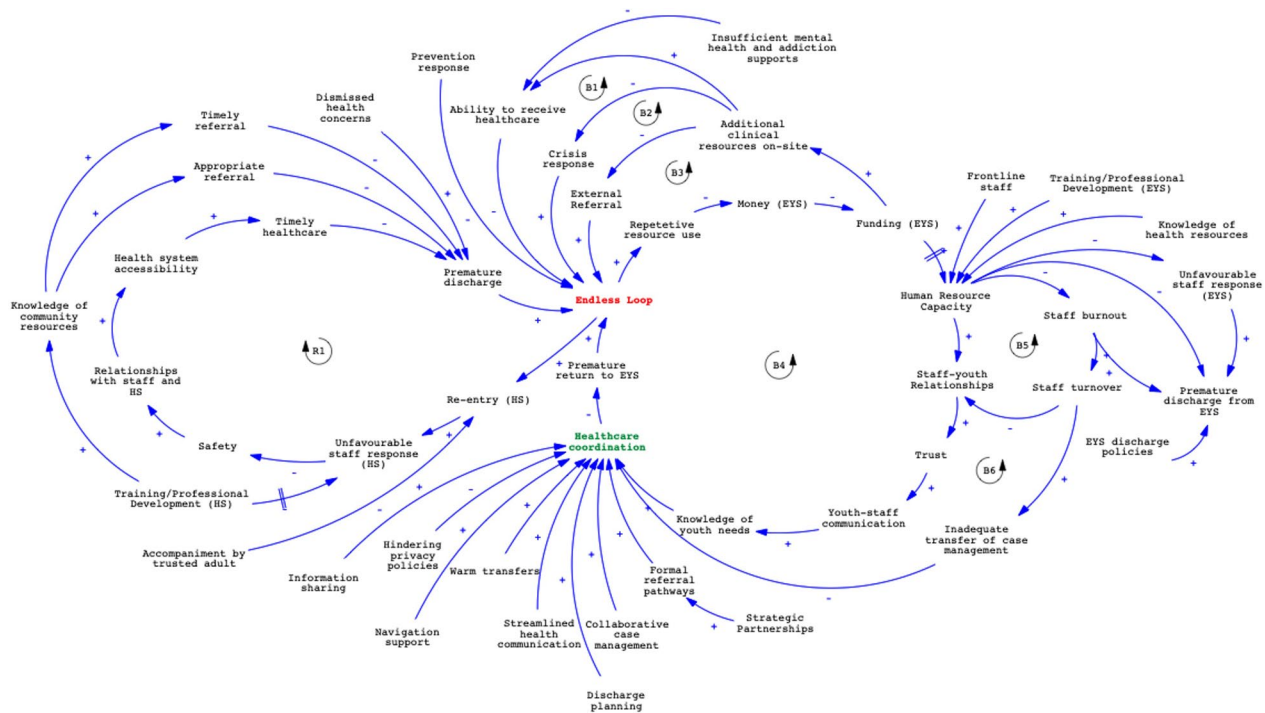 Insufficient mental
health and addiction
supports
Prevention
response
Dismissed
health
concerns
Ability to receive
healthcare
B1
B2
B3
Additional
clinical
resources on-site
Crisis
response
External
Referral
Repetetive
resource use
Money (EYS)
Funding (EYS)
Timely
referral
Appropriate
referral
Timely
healthcare
Health system
accessibility
Knowledge of
community
resources
Relationships
with staff and
HS
Safety
Training/Professional
Development (HS)
Unfavourable
staff response
(HS)
Re-entry (HS)
R1
Premature
discharge
Endless Loop
Premature
return to EYS
Healthcare
coordination
Accompaniment by
trusted adult
Information
sharing
Hindering
privacy
policies
Navigation
support
Warm transfers
Streamlined
health
communication
Collaborative
case
management
Discharge
planning
Formal
referral
pathways
Strategic
Partnerships
Knowledge of
youth needs
Youth-staff
communication
Trust
Staff-youth
Relationships
Human Resource
Capacity
Frontline
staff
Training/Professional
Development (EYS)
Knowledge of
health resources
Unfavourable
staff response
(EYS)
Staff burnout
Staff turnover
Premature
discharge from
EYS
EYS discharge
policies
Inadequate
transfer of case
management
B4
B5
B6